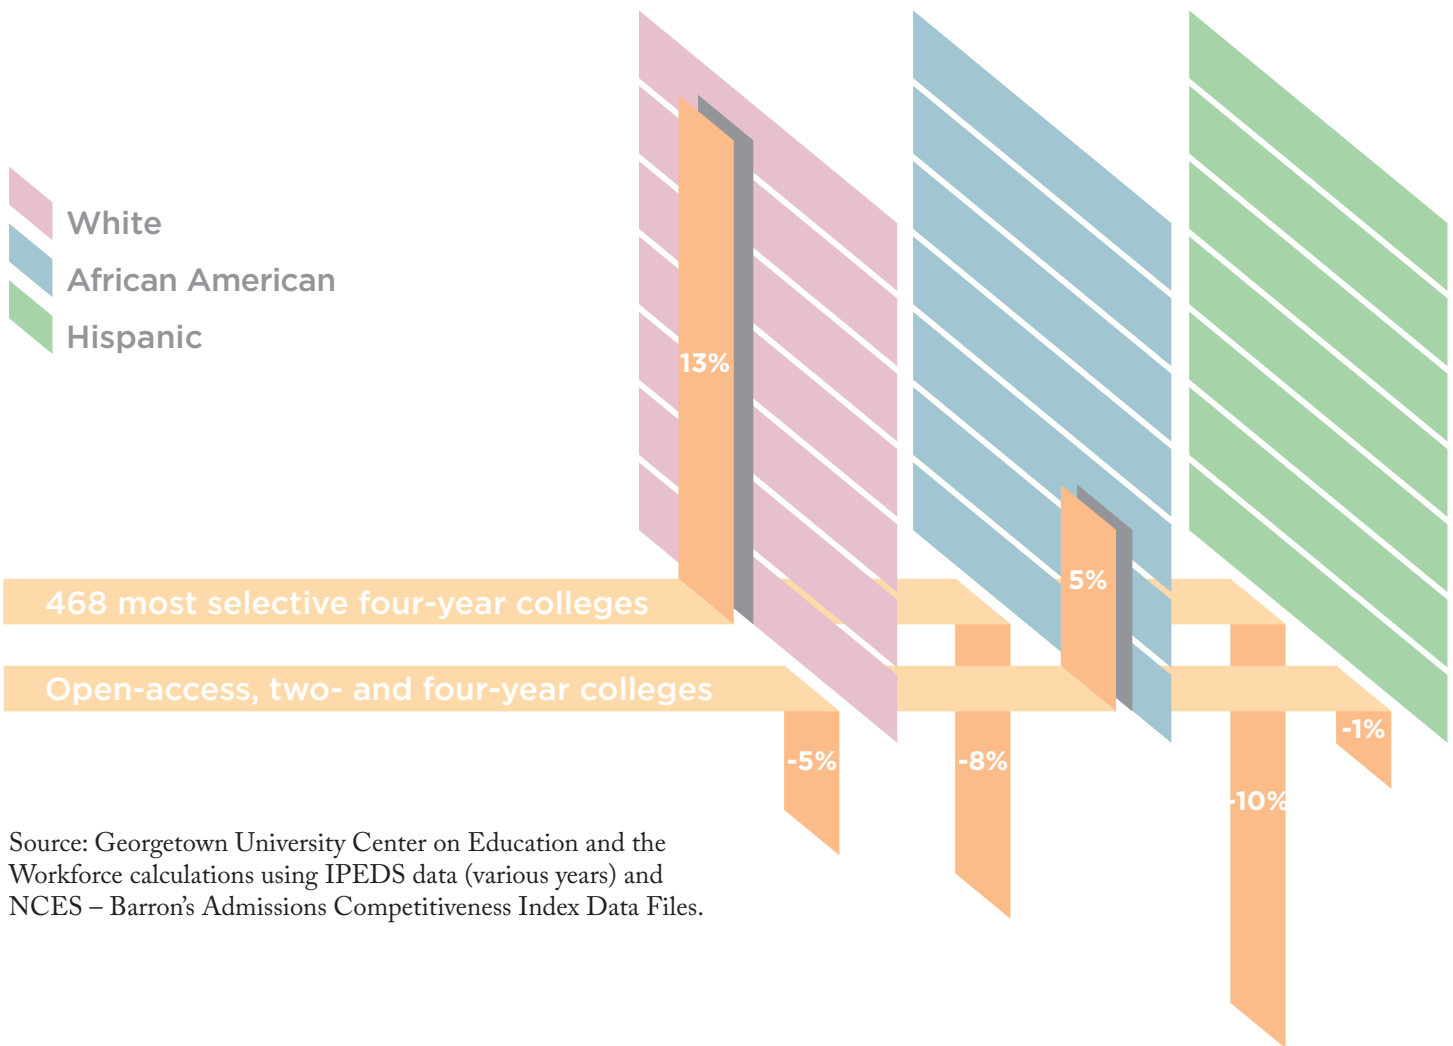 White
African American
Hispanic
13%
5%
468 most selective four-year colleges
Open-access, two- and four-year colleges
-1%
-5%
-8%
-10%
Source: Georgetown University Center on Education and the
Workforce calculations using IPEDS data (various years) and
NCES – Barron’s Admissions Competitiveness Index Data Files.